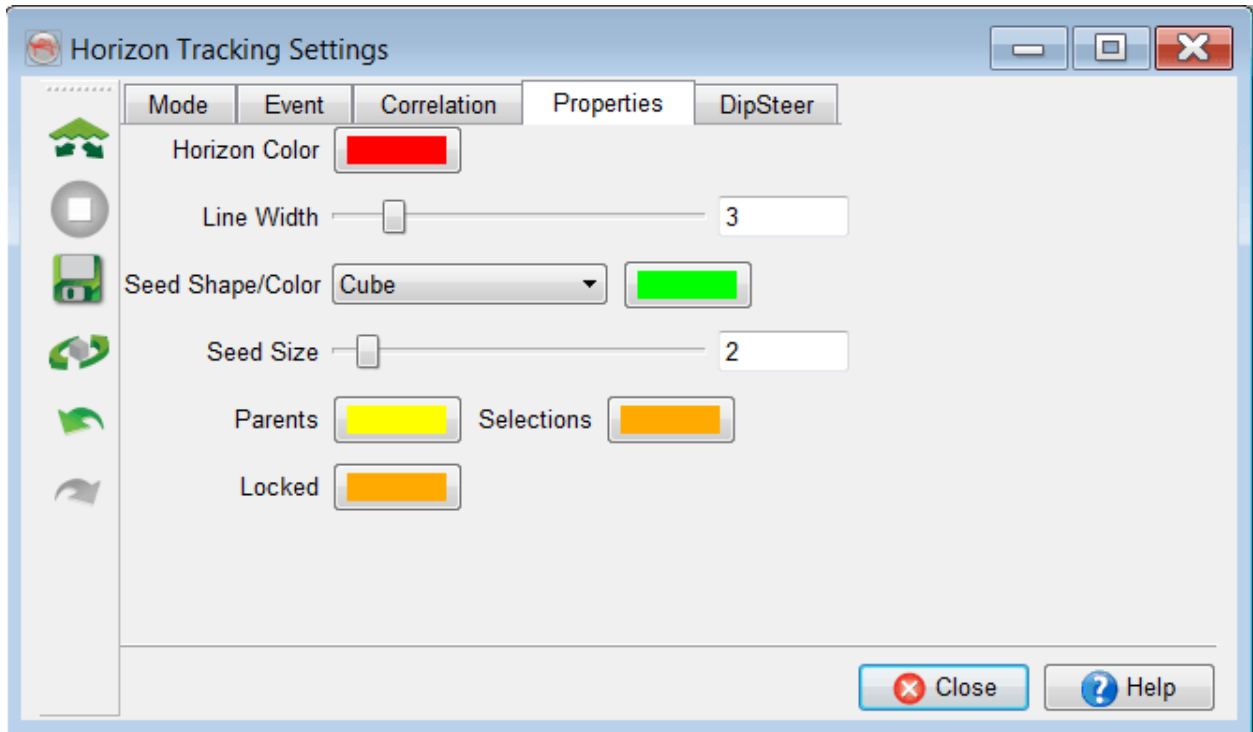 Horizon Tracking Settings
Mode Event Correlation Properties DipSteer
Horizon Color
Line Width 3
Seed Shape/Color Cube
Seed Size 2
Parents Selections
Locked
Close Help